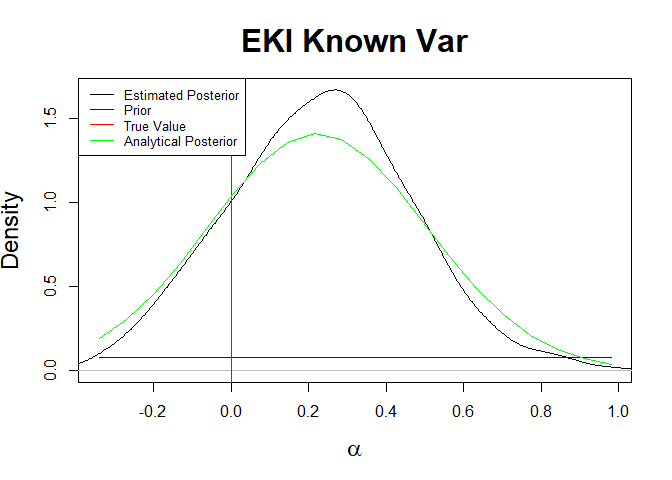 EKI Known Var
Estimated Posterior
Prior
True Value
Analytical Posterior
Density
1.5
1.0
0.5
0.0
-0.2 0.0 0.2 0.4 0.6 0.8 1.0
α